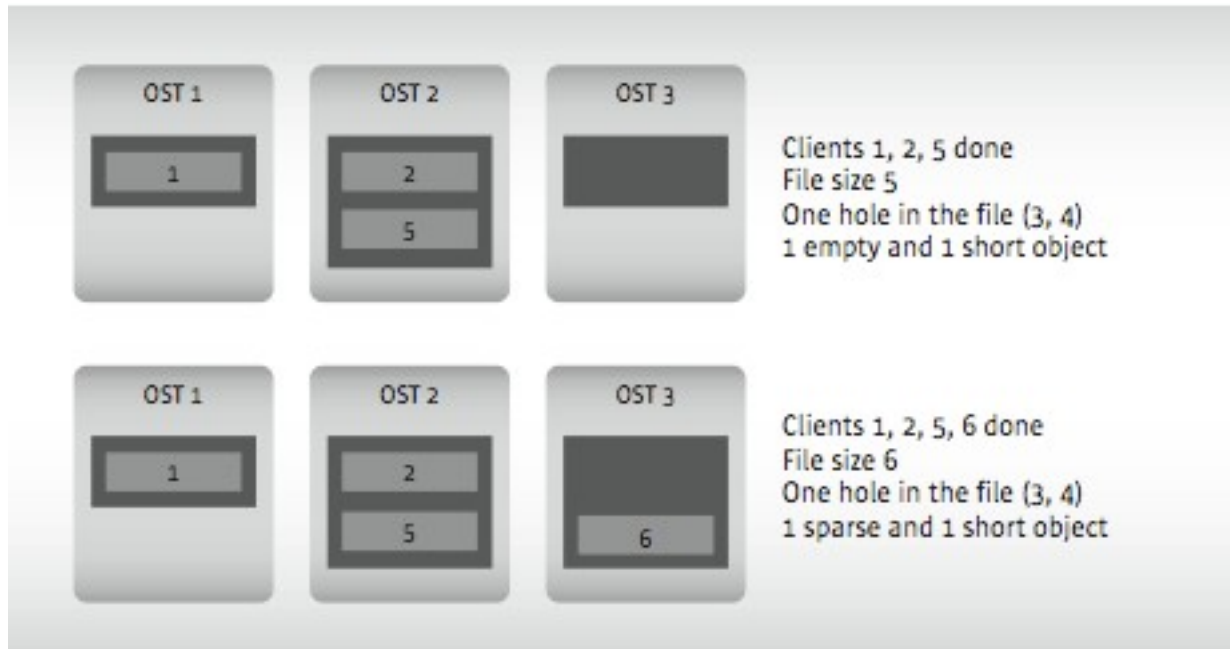 OST 1
OST 2
OST 3
1
2
5
Clients 1, 2, 5 done
File size 5
One hole in the file (3, 4)
1 empty and 1 short object
OST 1
OST 2
OST 3
1
2
5
6
Clients 1, 2, 5, 6 done
File size 6
One hole in the file (3, 4)
1 sparse and 1 short object